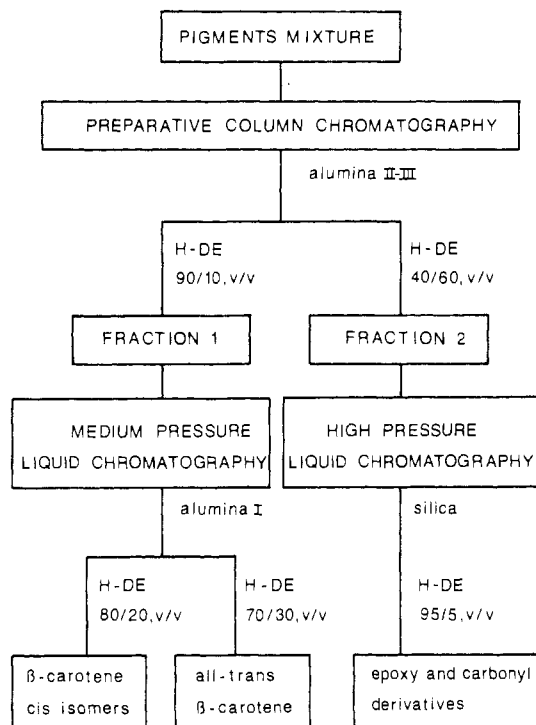 PIGMENTS MIXTURE
PREPARATIVE COLUMN CHROMATOGRAPHY
alumina II-III
H-DE
90/10, v/v
H-DE
40/60, v/v
FRACTION 1
FRACTION 2
MEDIUM PRESSURE
LIQUID CHROMATOGRAPHY
HIGH PRESSURE
LIQUID CHROMATOGRAPHY
alumina I
silica
H-DE
80/20, v/v
H-DE
70/30, v/v
H-DE
95/5, v/v
ß-carotene
cis isomers
all-trans
ß-carotene
epoxy and carbonyl
derivatives